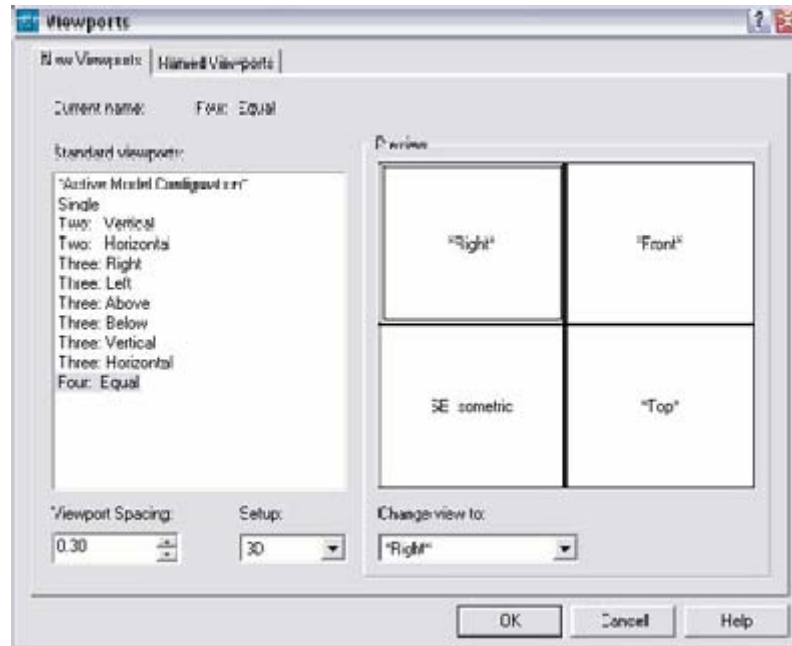 Viewports
New Viewports Named Viewports
Current name: Four: Equal
Standard viewports:
Preview
*Active Model Configuration*
Single
Two: Vertical
Two: Horizontal
Three: Right
Three: Left
Three: Above
Three: Below
Three: Vertical
Three: Horizontal
Four: Equal
*Right* *Front*
SE Isometric *Top*
Viewport Spacing: Setup: Change view to:
0.30 3D *Right*
OK Cancel Help